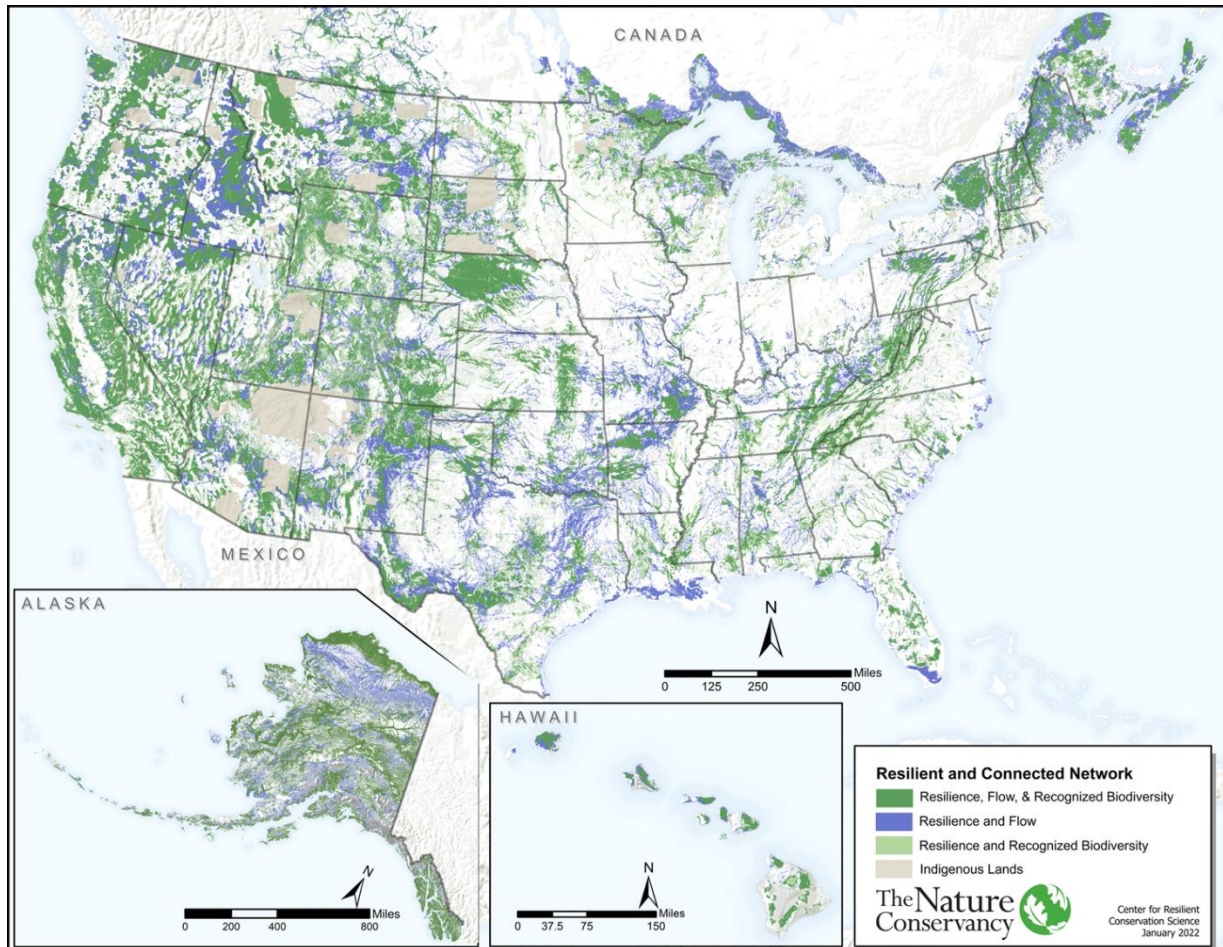 CANADA
MEXICO
ALASKA
N
Miles
0 125 250 500
HAWAII
N
Miles
0 200 400 800
N
Miles
0 37.5 75 150
Resilient and Connected Network
Resilience, Flow, & Recognized Biodiversity
Resilience and Flow
Resilience and Recognized Biodiversity
Indigenous Lands
The Nature
Conservancy
Center for Resilient
Conservation Science
January 2022